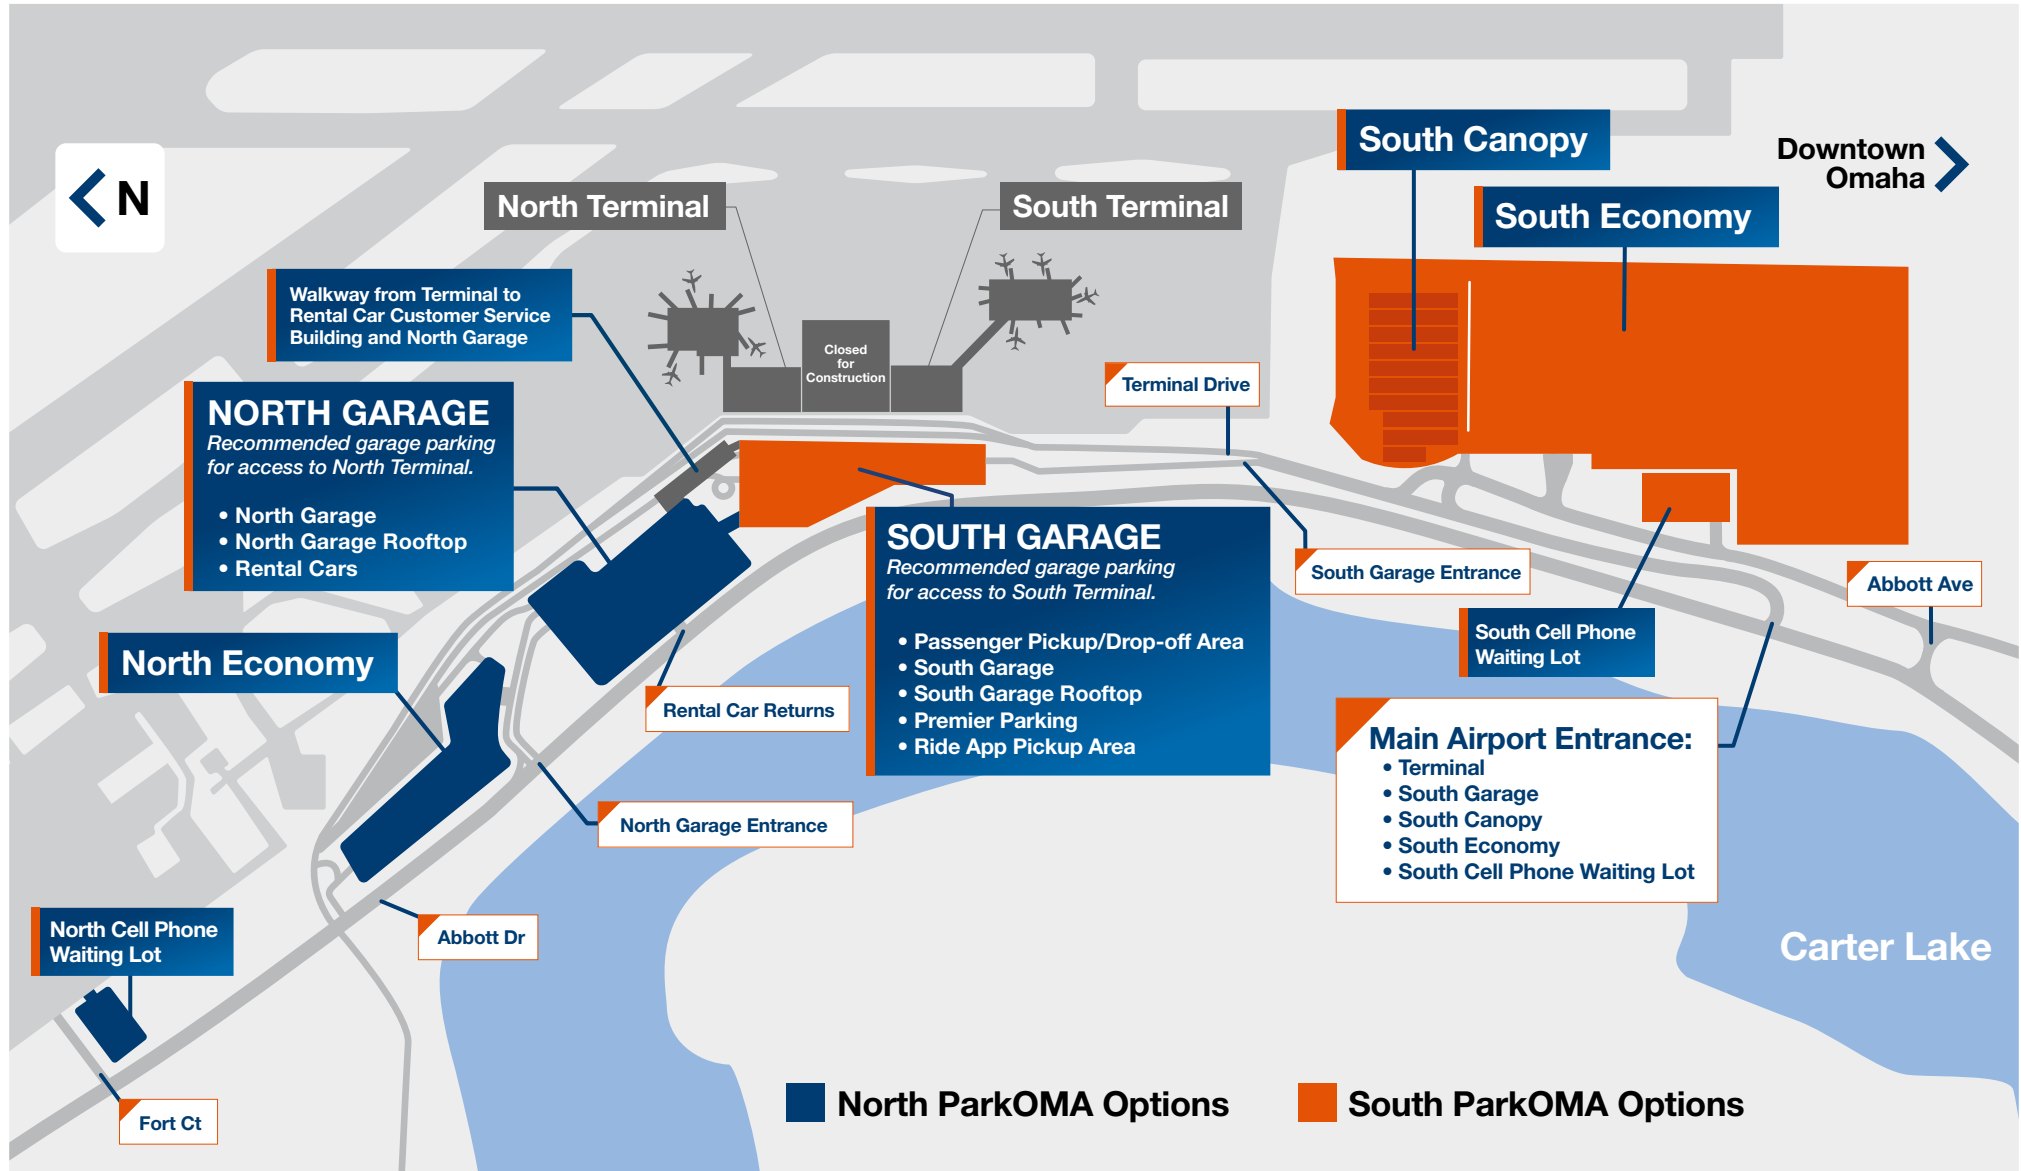 South Canopy
Downtown
Omaha
N
South Economy
North Terminal
South Terminal
Walkway from Terminal to
Rental Car Customer Service
Building and North Garage
Closed
for
Construction
Terminal Drive
NORTH GARAGE
Recommended garage parking
for access to North Terminal.
• North Garage
• North Garage Rooftop
• Rental Cars
SOUTH GARAGE
Recommended garage parking
for access to South Terminal.
• Passenger Pickup/Drop-off Area
• South Garage
• South Garage Rooftop
• Premier Parking
• Ride App Pickup Area
South Garage Entrance
Abbott Ave
South Cell Phone
Waiting Lot
North Economy
Rental Car Returns
Main Airport Entrance:
• Terminal
• South Garage
• South Canopy
• South Economy
• South Cell Phone Waiting Lot
North Garage Entrance
North Cell Phone
Waiting Lot
Abbott Dr
Carter Lake
Fort Ct
North ParkOMA Options
South ParkOMA Options